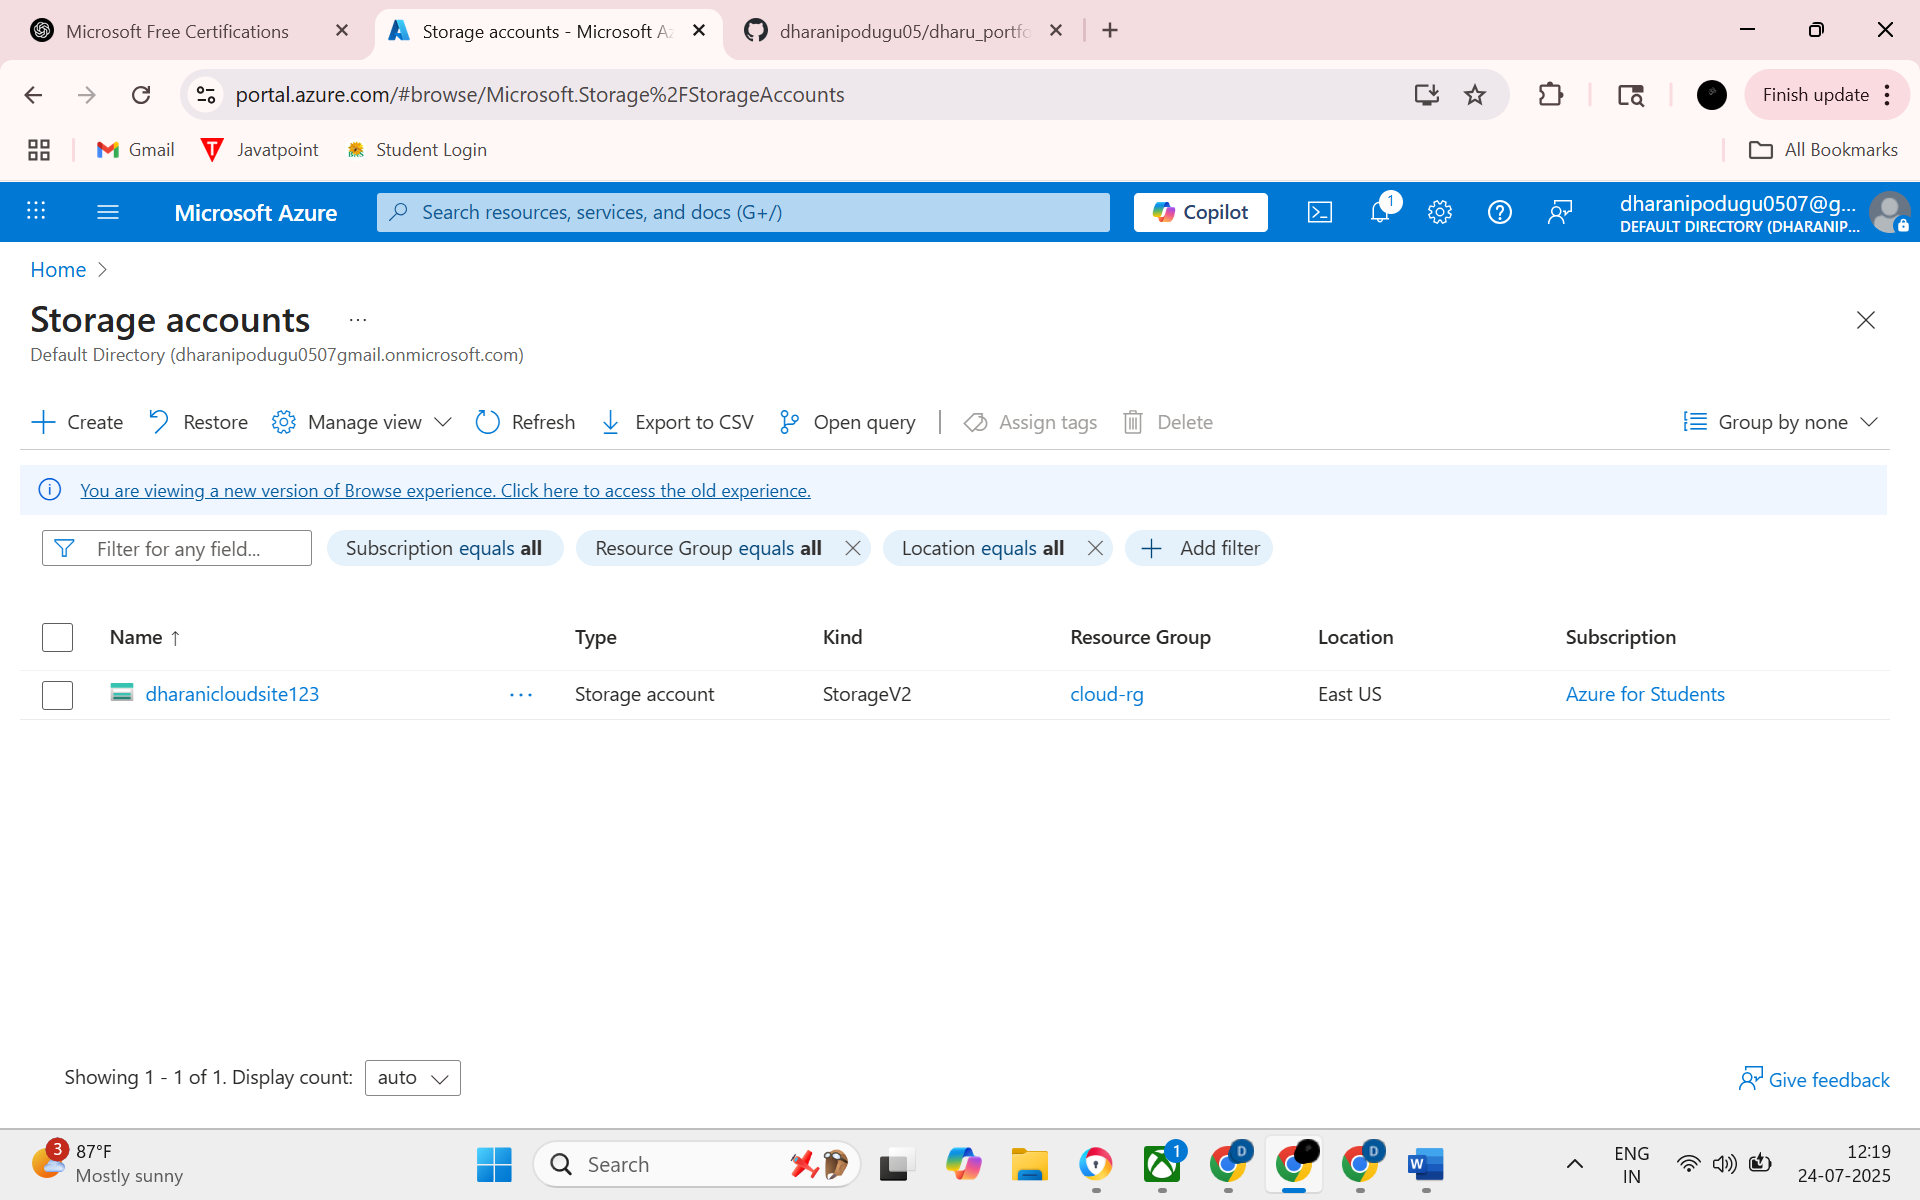 Microsoft Free Certifications
Storage accounts - Microsoft Az
dharanipodugu05/dharu_portfo
portal.azure.com/#browse/Microsoft.Storage%2FStorageAccounts
Finish update
Gmail
Javatpoint
Student Login
All Bookmarks
Microsoft Azure
Search resources, services, and docs (G+/)
Copilot
1
dharanipodugu0507@g...
DEFAULT DIRECTORY (DHARANIP...
Home
Storage accounts
...
Default Directory (dharanipodugu0507gmail.onmicrosoft.com)
Create
Restore
Manage view
Refresh
Export to CSV
Open query
Assign tags
Delete
Group by none
You are viewing a new version of Browse experience. Click here to access the old experience.
Filter for any field...
Subscription equals all
Resource Group equals all
Location equals all
Add filter
Name ↑
Type
Kind
Resource Group
Location
Subscription
dharanicloudsite123
...
Storage account
StorageV2
cloud-rg
East US
Azure for Students
Showing 1 - 1 of 1. Display count:
auto
Give feedback
3
87°F
Mostly sunny
Search
1
D
D
W
ENG
IN
12:19
24-07-2025